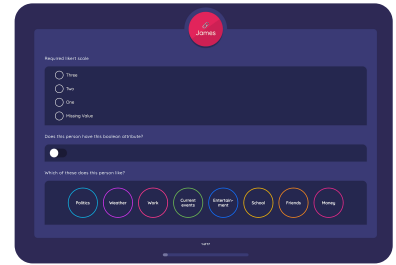 James
Required likert scale
Three
Two
One
Missing Value
Does this person have this boolean attribute?
Which of these does this person like?
Politics
Weather
Work
Current
events
Entertain-
ment
School
Friends
Money